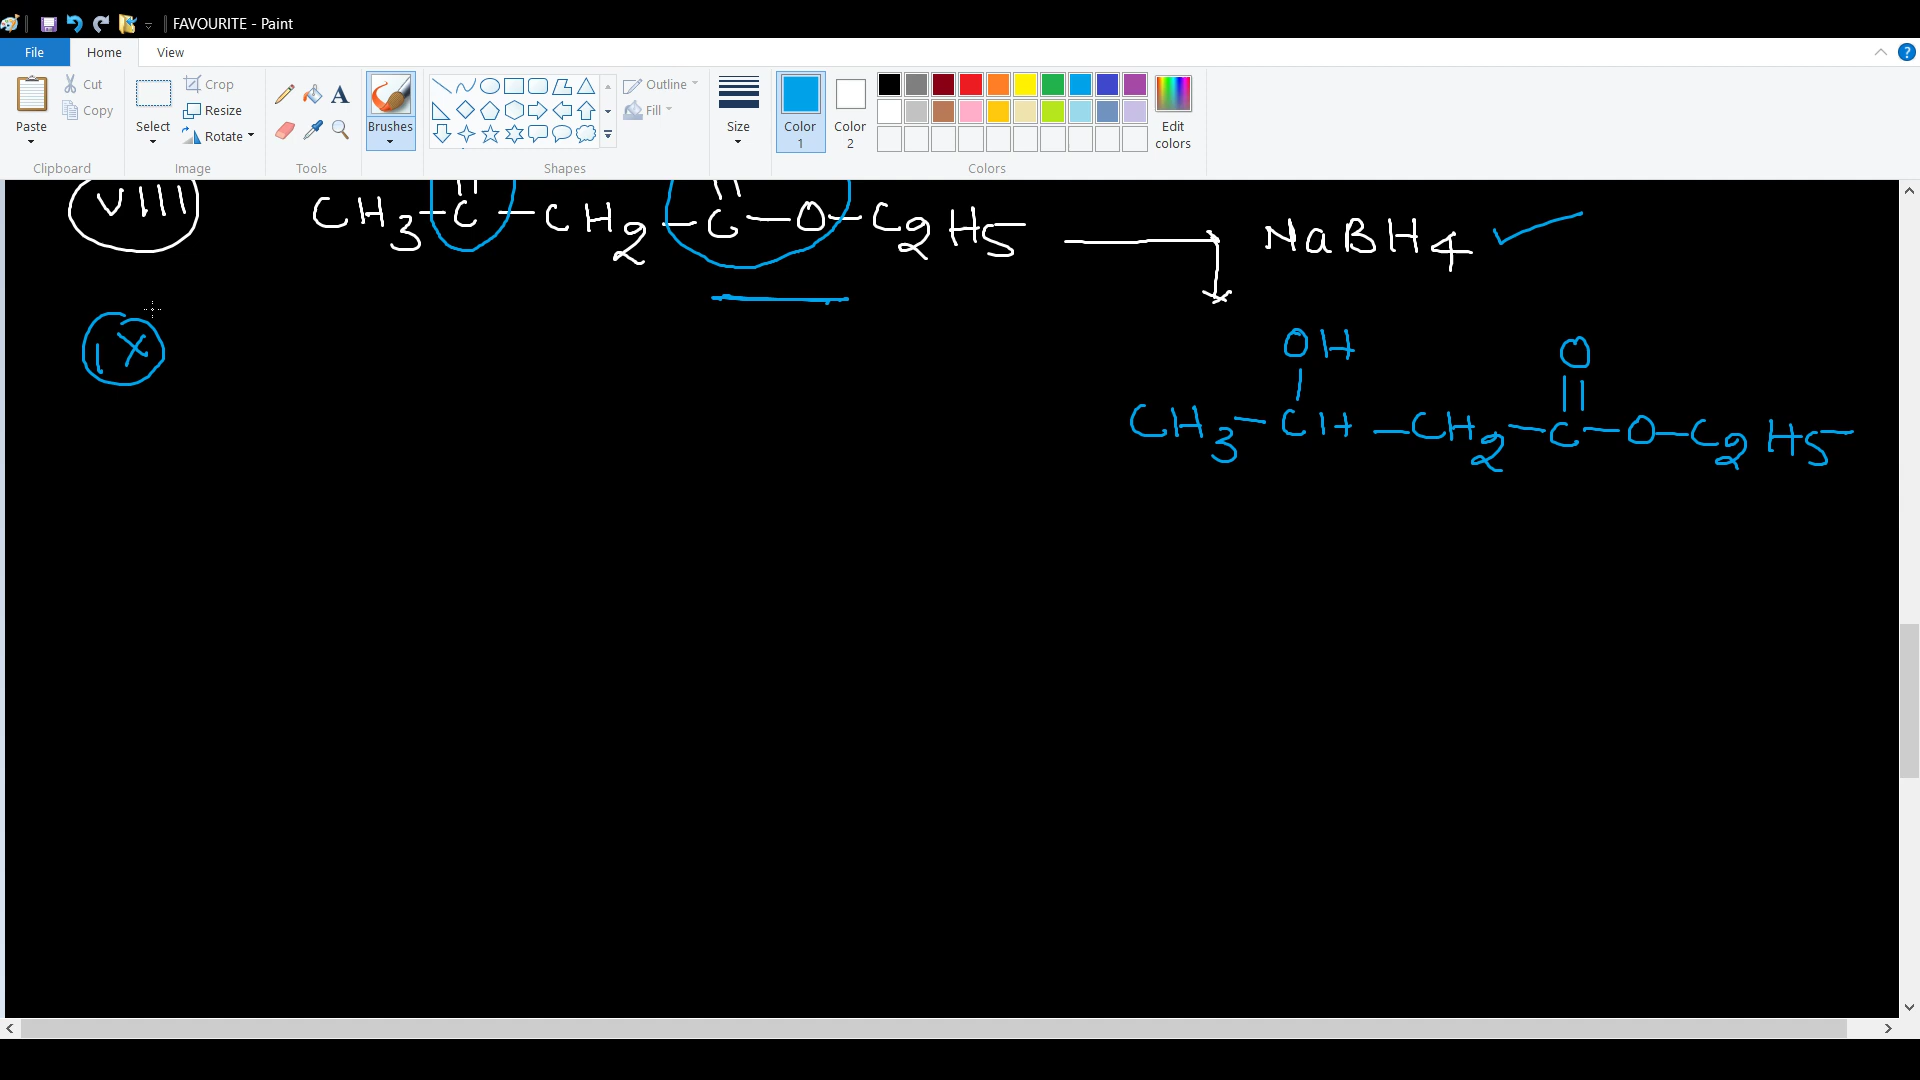 FAVOURITE - Paint
File Home View
Paste Cut Copy Select Crop Resize Rotate Brushes Outline Fill Size Color 1 Color 2 Edit colors
Clipboard Image Tools Shapes Colors
VIII CH3-C-CH2-C-O-C2H5 → NaBH4 ✓
IX
OH O
CH3-CH-CH2-C-O-C2H5